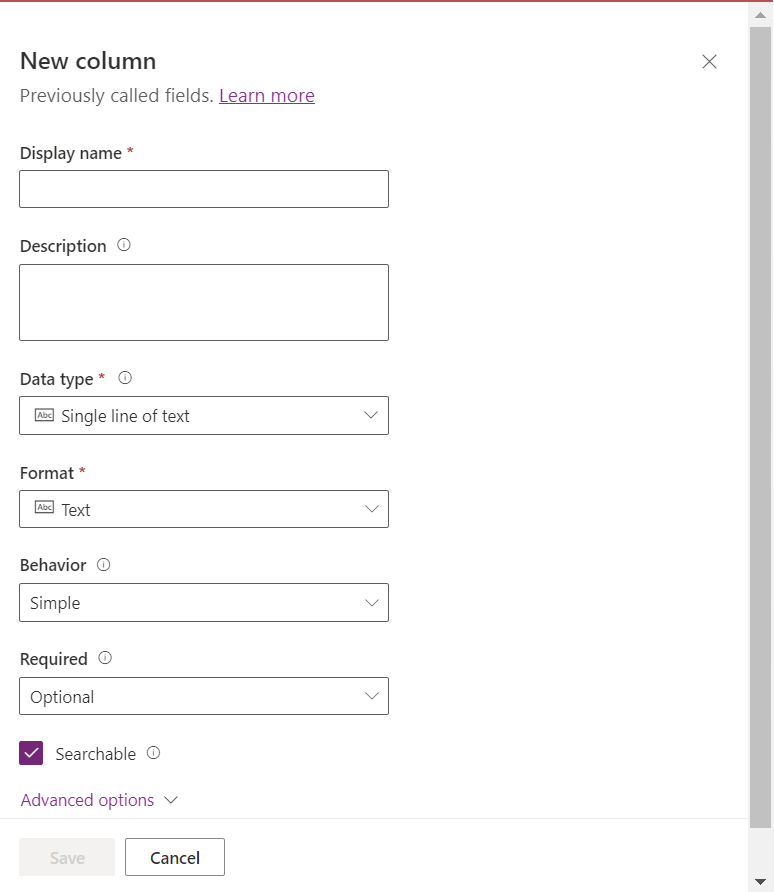 New column
Previously called fields. Learn more
Display name *
Description
Data type *
Abc Single line of text
Format *
Abc Text
Behavior
Simple
Required
Optional
Searchable
Advanced options
Save Cancel